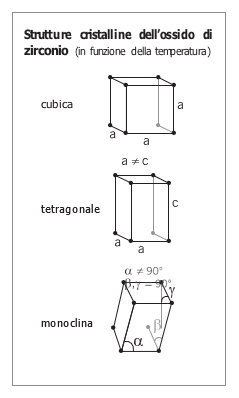 Strutture cristalline dell'ossido di
zirconio (in funzione della temperatura)
cubica
a
a
a
a ≠ c
tetragonale
c
a
a
α ≠ 90°
β,γ = 90°
γ
monoclina
β
α